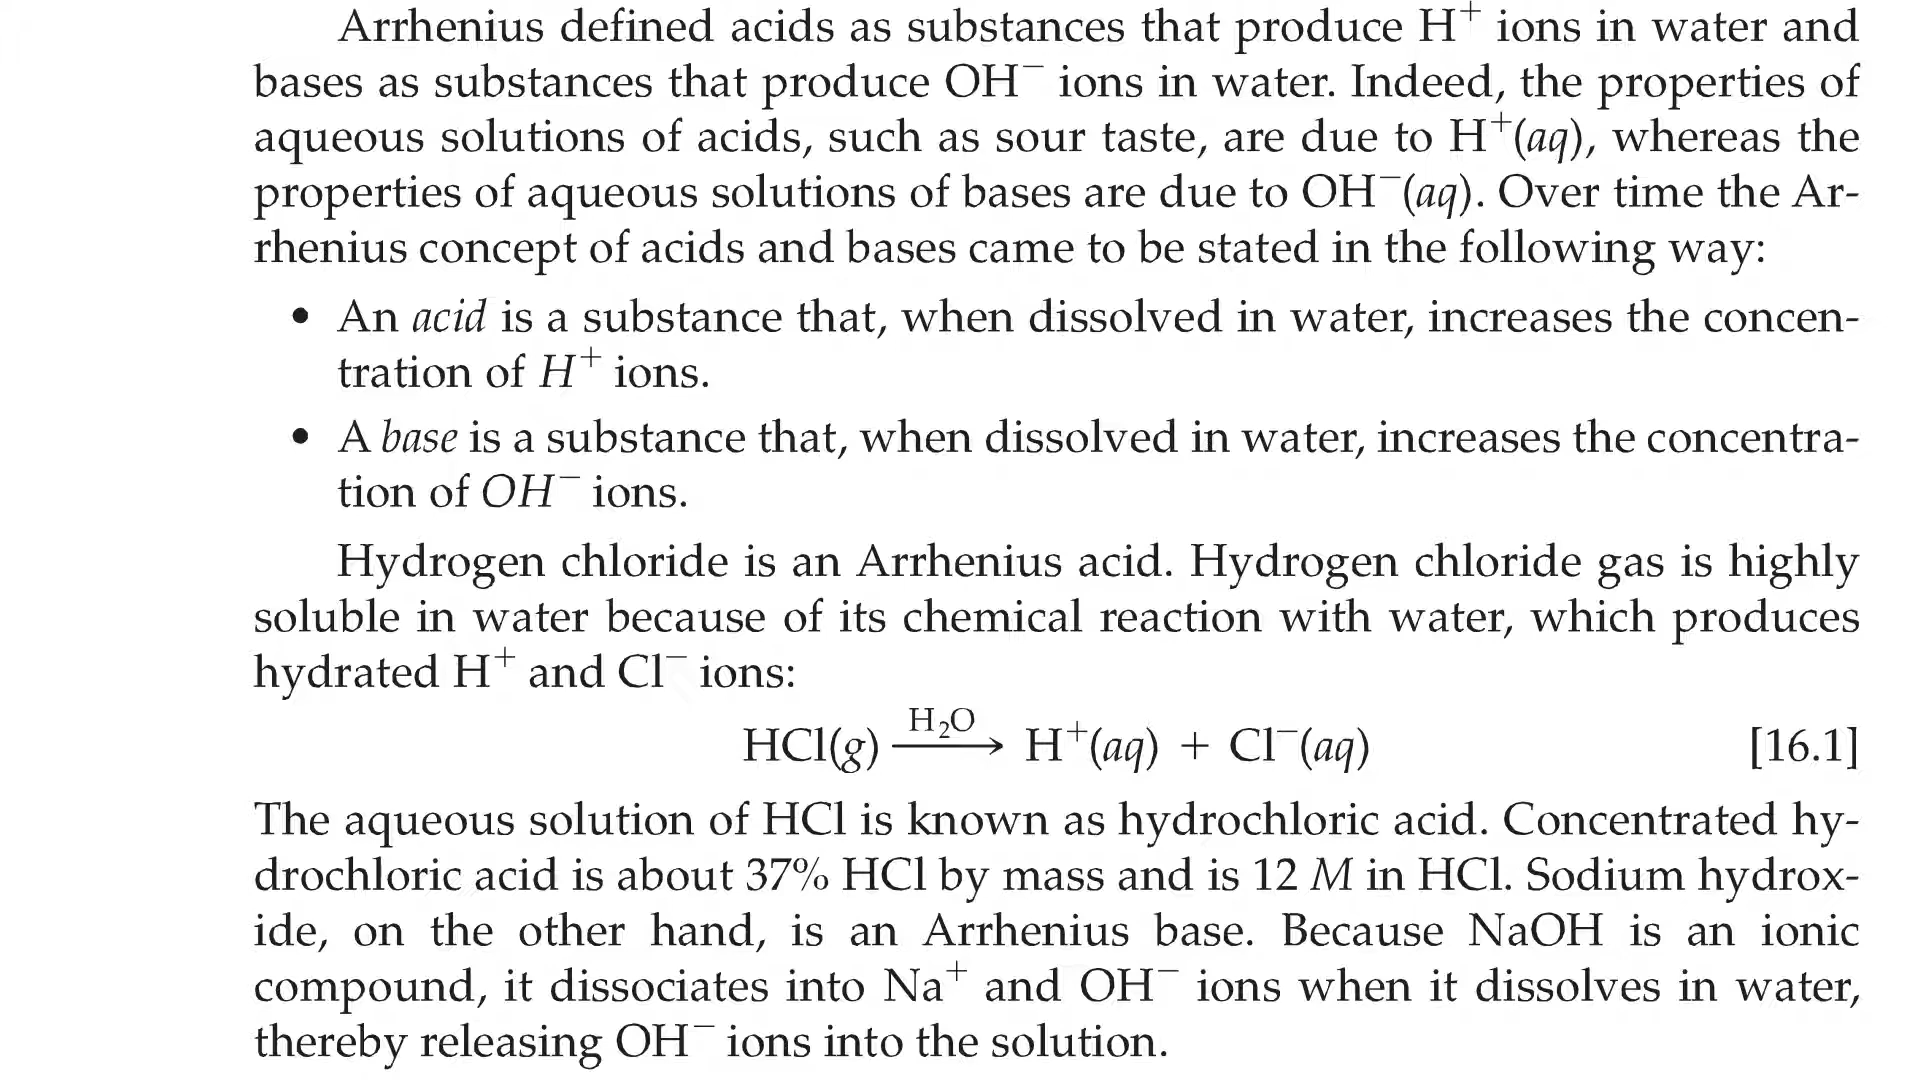 Arrhenius defined acids as substances that produce H⁺ ions in water and
bases as substances that produce OH⁻ ions in water. Indeed, the properties of
aqueous solutions of acids, such as sour taste, are due to H⁺(aq), whereas the
properties of aqueous solutions of bases are due to OH⁻(aq). Over time the Ar-
rhenius concept of acids and bases came to be stated in the following way:
• An acid is a substance that, when dissolved in water, increases the concen-
tration of H⁺ ions.
• A base is a substance that, when dissolved in water, increases the concentra-
tion of OH⁻ ions.
Hydrogen chloride is an Arrhenius acid. Hydrogen chloride gas is highly
soluble in water because of its chemical reaction with water, which produces
hydrated H⁺ and Cl⁻ ions:
HCl(g) —H₂O→ H⁺(aq) + Cl⁻(aq) [16.1]
The aqueous solution of HCl is known as hydrochloric acid. Concentrated hy-
drochloric acid is about 37% HCl by mass and is 12 M in HCl. Sodium hydrox-
ide, on the other hand, is an Arrhenius base. Because NaOH is an ionic
compound, it dissociates into Na⁺ and OH⁻ ions when it dissolves in water,
thereby releasing OH⁻ ions into the solution.